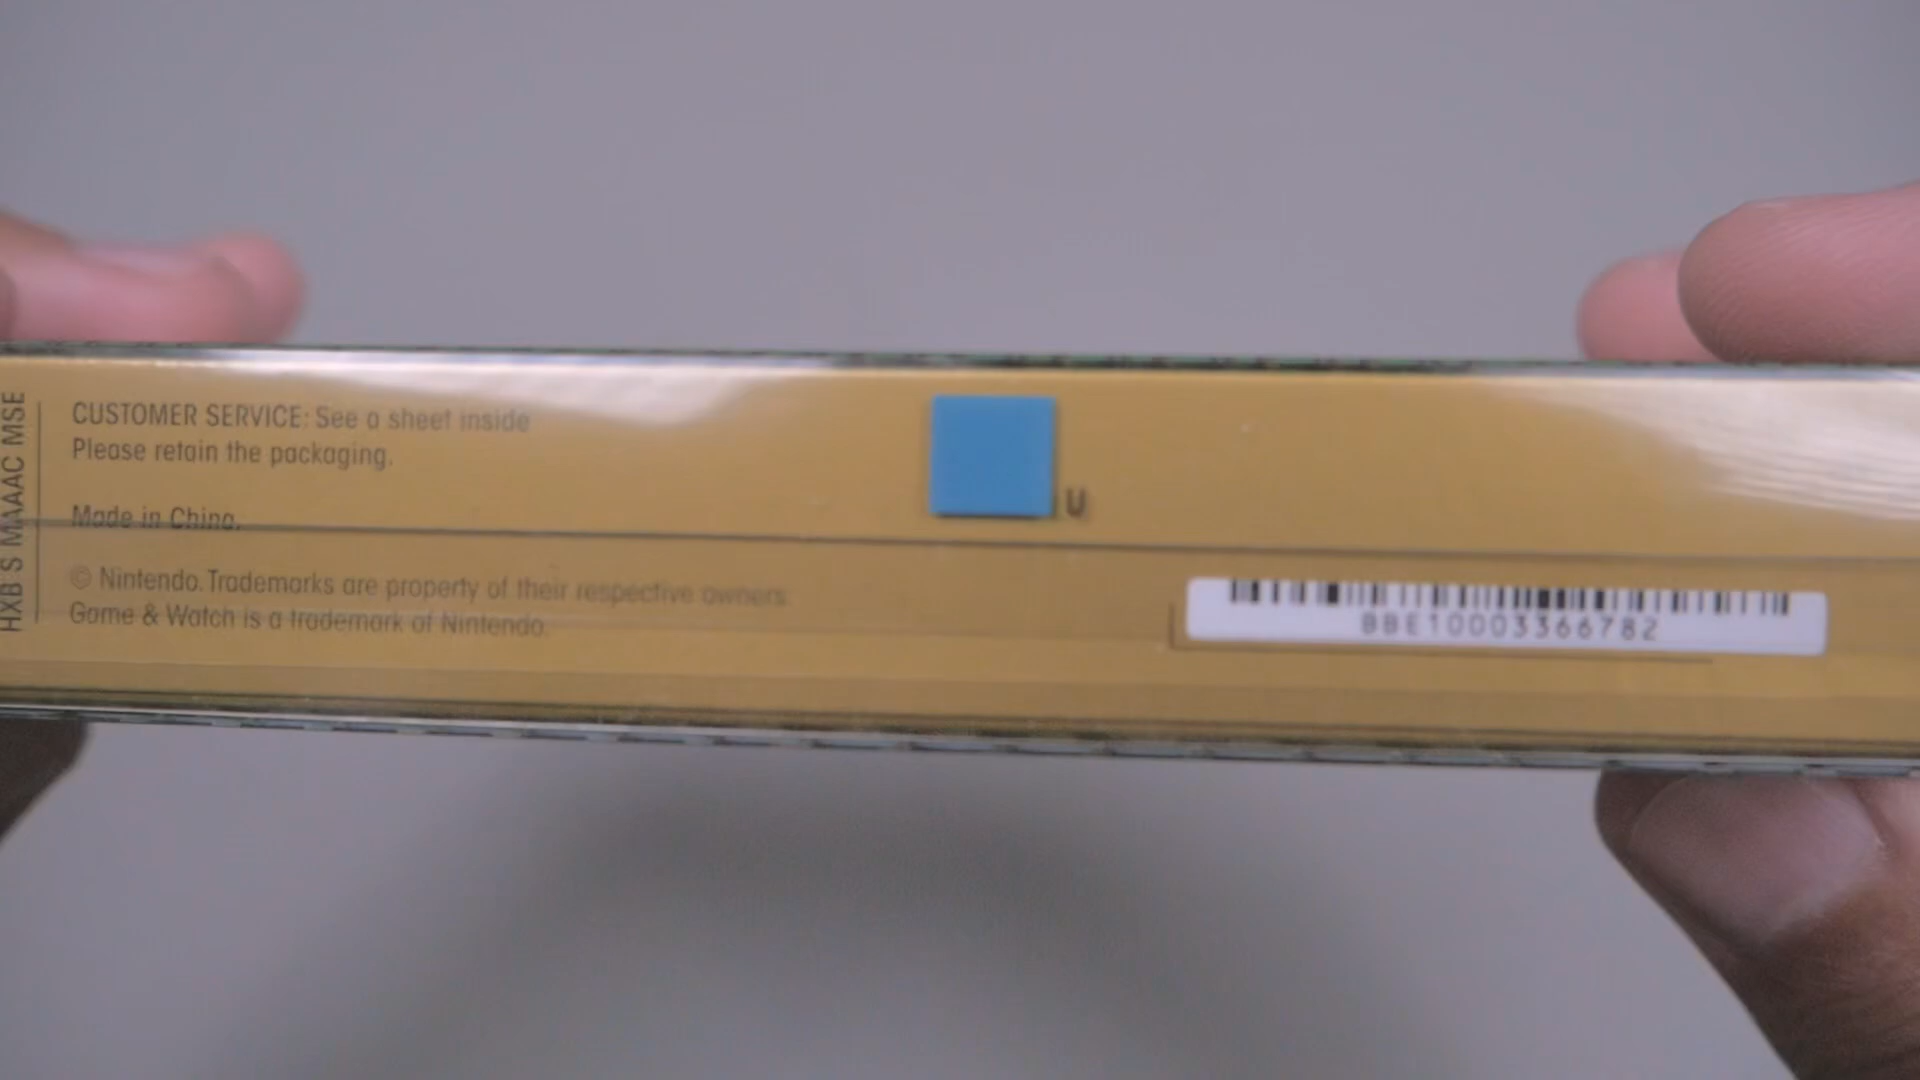 HXB S MAAAC MSE
CUSTOMER SERVICE: See a sheet inside
Please retain the packaging.
Made in China.
© Nintendo. Trademarks are property of their respective owners.
Game & Watch is a trademark of Nintendo.
U
BBE10003366782